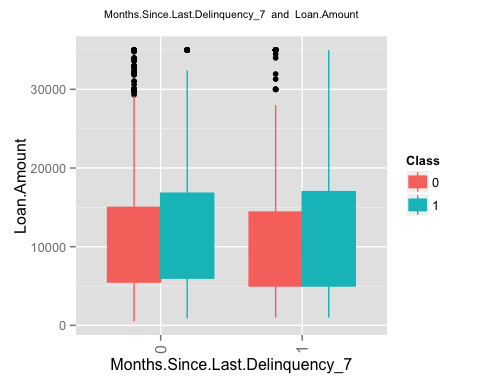 Months.Since.Last.Delinquency_7 and Loan.Amount
Loan.Amount
30000
20000
10000
0
0
1
Months.Since.Last.Delinquency_7
Class
0
1